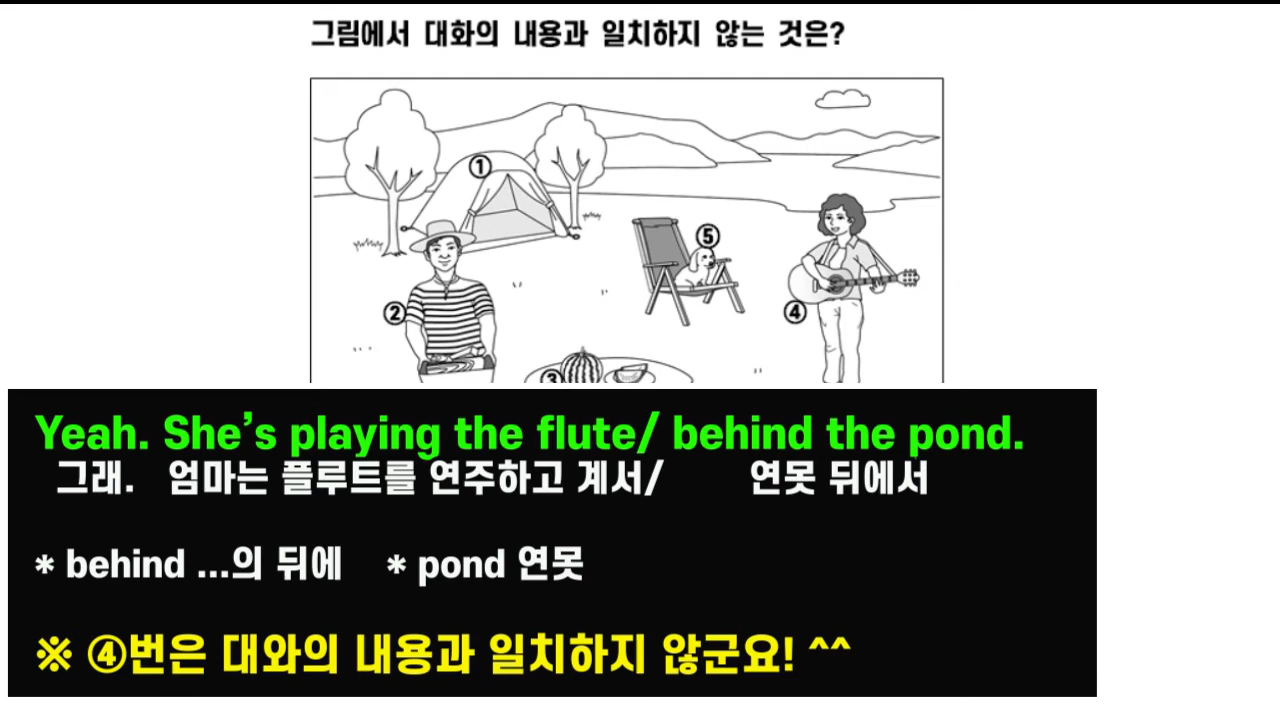 그림에서 대화의 내용과 일치하지 않는 것은?
①
⑤
②
④
③
Yeah. She's playing the flute/ behind the pond.
그래. 엄마는 플루트를 연주하고 계서/ 연못 뒤에서
* behind ...의 뒤에 * pond 연못
※ ④번은 대와의 내용과 일치하지 않군요! ^^